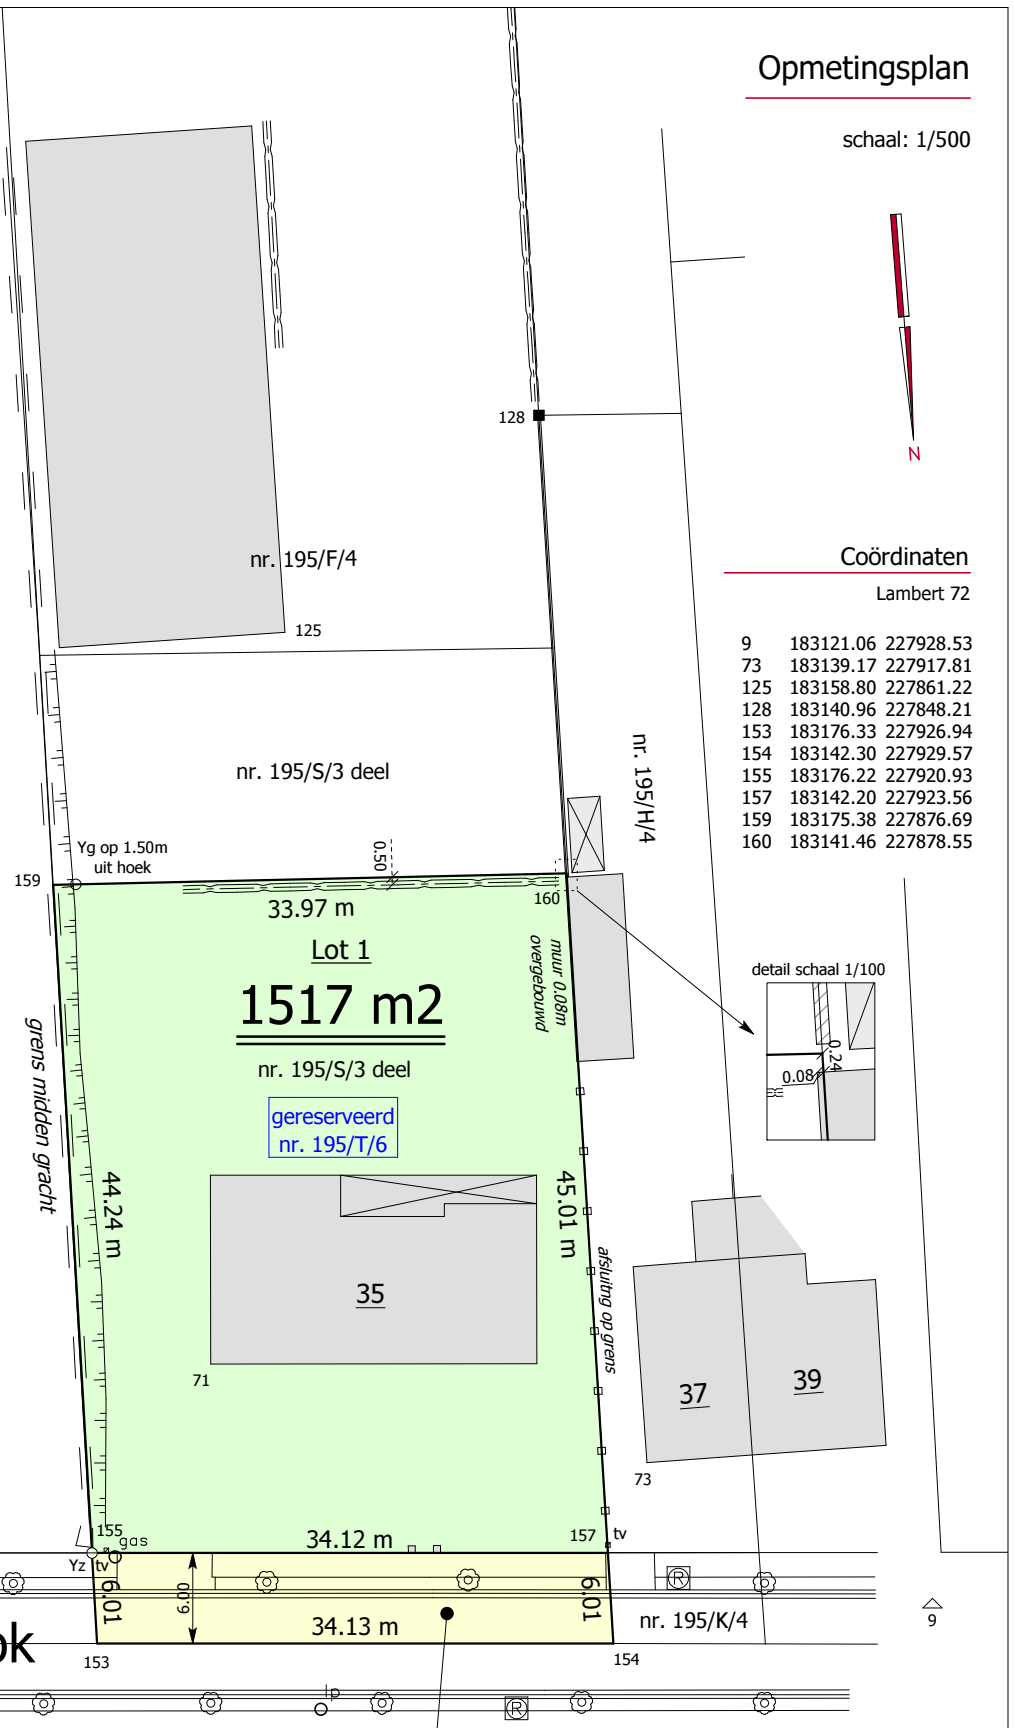 Opmetingsplan
schaal: 1/500
N
128
nr. 195/F/4
125
Coördinaten
Lambert 72
9 183121.06 227928.53
73 183139.17 227917.81
125 183158.80 227861.22
128 183140.96 227848.21
153 183176.33 227926.94
154 183142.30 227929.57
155 183176.22 227920.93
157 183142.20 227923.56
159 183175.38 227876.69
160 183141.46 227878.55
nr. 195/S/3 deel
nr. 195/H/4
Yg op 1.50m
uit hoek
0.50
159
160
33.97 m
Lot 1
1517 m2
nr. 195/S/3 deel
gereserveerd
nr. 195/T/6
muur 0.08m
overgebouwd
detail schaal 1/100
0.24
0.08
grens midden gracht
44.24 m
45.01 m
afsluitng op grens
35
71
37
39
73
155
gas
34.12 m
157
tv
Yz
tv
6.01
6.00
6.01
R
34.13 m
nr. 195/K/4
9
ok
153
154
lp
R